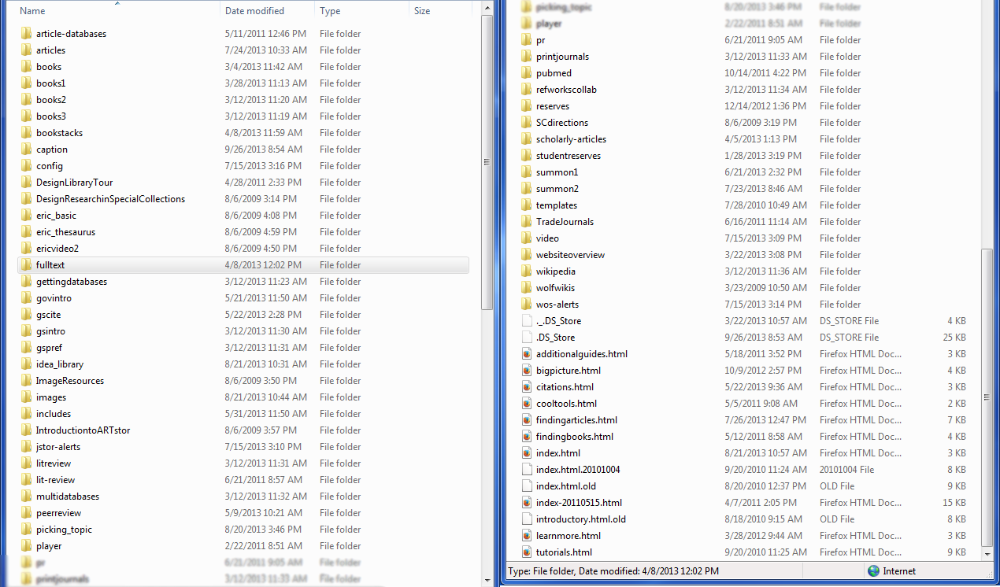 Name Date modified Type Size
article-databases 5/11/2011 12:46 PM File folder
articles 7/24/2013 10:33 AM File folder
books 3/4/2013 11:42 AM File folder
books1 3/28/2013 11:13 AM File folder
books2 3/12/2013 11:20 AM File folder
books3 3/12/2013 11:19 AM File folder
bookstacks 4/8/2013 11:59 AM File folder
caption 9/26/2013 8:54 AM File folder
config 7/15/2013 3:16 PM File folder
DesignLibraryTour 4/28/2011 2:33 PM File folder
DesignResearchinSpecialCollections 8/6/2009 3:14 PM File folder
eric_basic 8/6/2009 4:08 PM File folder
eric_thesaurus 8/6/2009 4:59 PM File folder
ericvideo2 8/6/2009 4:50 PM File folder
fulltext 4/8/2013 12:02 PM File folder
gettingdatabases 3/12/2013 11:23 AM File folder
govintro 5/21/2013 11:50 AM File folder
gscite 5/22/2013 2:28 PM File folder
gsintro 3/12/2013 11:30 AM File folder
gspref 3/12/2013 11:31 AM File folder
idea_library 8/21/2013 10:31 AM File folder
ImageResources 8/6/2009 3:50 PM File folder
images 8/21/2013 10:44 AM File folder
includes 5/31/2013 11:50 AM File folder
IntroductiontoARTstor 8/6/2009 3:57 PM File folder
jstor-alerts 7/15/2013 3:10 PM File folder
litreview 3/12/2013 11:31 AM File folder
lit-review 6/21/2011 8:57 AM File folder
multidatabases 3/12/2013 11:32 AM File folder
peerreview 5/9/2013 10:21 AM File folder
picking_topic 8/20/2013 3:46 PM File folder
player 2/22/2011 8:51 AM File folder
pr 6/21/2011 9:05 AM File folder
printjournals 3/12/2013 11:33 AM File folder
picking_topic 8/20/2013 3:46 PM File folder
player 2/22/2011 8:51 AM File folder
pr 6/21/2011 9:05 AM File folder
printjournals 3/12/2013 11:33 AM File folder
pubmed 10/14/2011 4:22 PM File folder
refworkscollab 3/12/2013 11:34 AM File folder
reserves 12/14/2012 1:36 PM File folder
SCdirections 8/6/2009 3:19 PM File folder
scholarly-articles 4/5/2013 1:13 PM File folder
studentreserves 1/28/2013 3:19 PM File folder
summon1 6/21/2013 2:32 PM File folder
summon2 7/23/2013 8:46 AM File folder
templates 7/28/2010 10:49 AM File folder
TradeJournals 6/16/2011 11:14 AM File folder
video 7/15/2013 3:09 PM File folder
websiteoverview 3/22/2013 3:08 PM File folder
wikipedia 3/12/2013 11:36 AM File folder
wolfwikis 3/23/2009 10:50 AM File folder
wos-alerts 7/15/2013 3:14 PM File folder
._.DS_Store 3/22/2013 10:57 AM DS_STORE File 4 KB
.DS_Store 9/26/2013 8:53 AM DS_STORE File 25 KB
additionalguides.html 5/18/2011 3:52 PM Firefox HTML Doc... 3 KB
bigpicture.html 10/9/2012 2:57 PM Firefox HTML Doc... 4 KB
citations.html 5/22/2013 9:36 AM Firefox HTML Doc... 3 KB
cooltools.html 5/5/2011 9:08 AM Firefox HTML Doc... 2 KB
findingarticles.html 7/26/2013 12:47 PM Firefox HTML Doc... 7 KB
findingbooks.html 5/12/2011 8:58 AM Firefox HTML Doc... 4 KB
index.html 8/21/2013 10:57 AM Firefox HTML Doc... 3 KB
index.html.20101004 9/20/2010 11:24 AM 20101004 File 8 KB
index.html.old 8/20/2010 12:37 PM OLD File 9 KB
index-20110515.html 4/7/2011 2:05 PM Firefox HTML Doc... 15 KB
introductory.html.old 8/18/2010 9:15 AM OLD File 8 KB
learnmore.html 3/28/2012 9:44 AM Firefox HTML Doc... 3 KB
tutorials.html 9/20/2010 11:25 AM Firefox HTML Doc... 9 KB
Type: File folder, Date modified: 4/8/2013 12:02 PM Internet